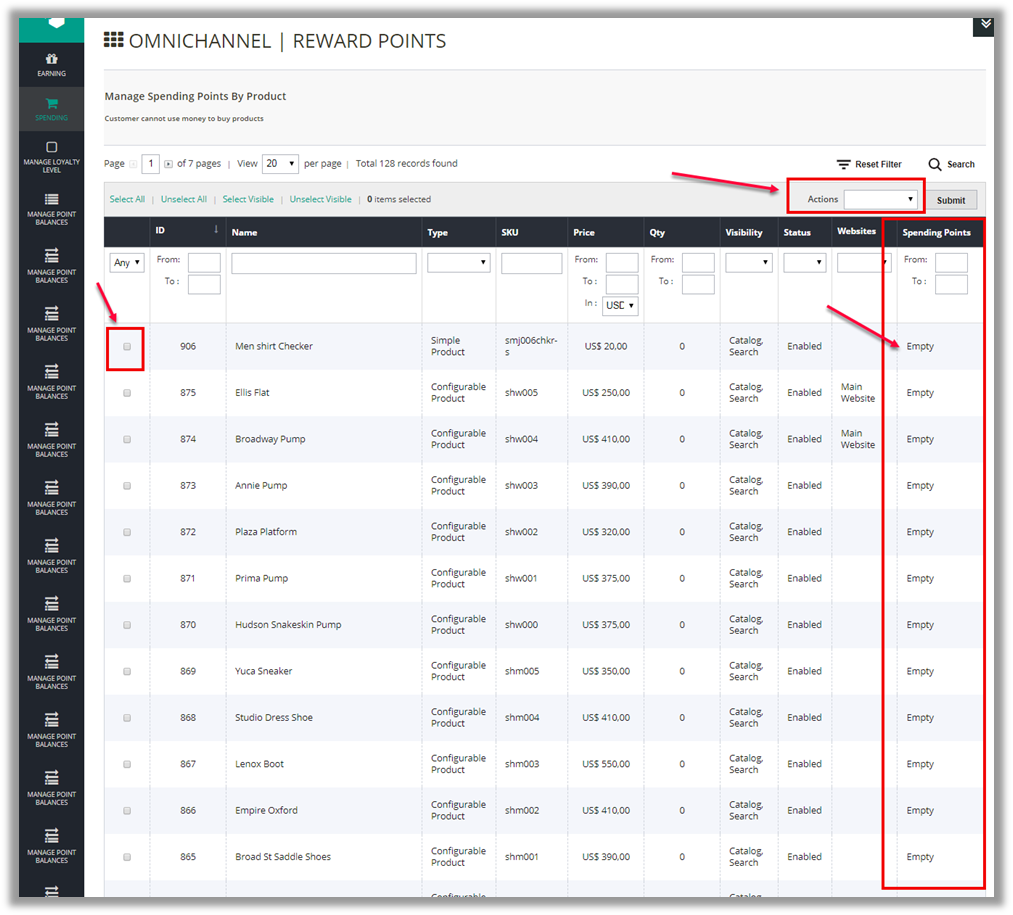 OMNICHANNEL | REWARD POINTS
EARNING
SPENDING
MANAGE LOYALTY
LEVEL
MANAGE POINT
BALANCES
MANAGE POINT
BALANCES
MANAGE POINT
BALANCES
MANAGE POINT
BALANCES
MANAGE POINT
BALANCES
MANAGE POINT
BALANCES
MANAGE POINT
BALANCES
MANAGE POINT
BALANCES
MANAGE POINT
BALANCES
MANAGE POINT
BALANCES
MANAGE POINT
BALANCES
MANAGE POINT
BALANCES
Manage Spending Points By Product
Customer cannot use money to buy products
Page 1 of 7 pages | View 20 per page | Total 128 records found Reset Filter Search
Select All | Unselect All | Select Visible | Unselect Visible | 0 items selected Actions Submit
ID Name Type SKU Price Qty Visibility Status Websites Spending Points
Any From: From: From: From:
To : To : To : To :
In : USD
906 Men shirt Checker Simple Product smj006chkr-s US$ 20,00 0 Catalog, Search Enabled Empty
875 Ellis Flat Configurable Product shw005 US$ 250,00 0 Catalog, Search Enabled Main Website Empty
874 Broadway Pump Configurable Product shw004 US$ 410,00 0 Catalog, Search Enabled Main Website Empty
873 Annie Pump Configurable Product shw003 US$ 390,00 0 Catalog, Search Enabled Empty
872 Plaza Platform Configurable Product shw002 US$ 320,00 0 Catalog, Search Enabled Empty
871 Prima Pump Configurable Product shw001 US$ 375,00 0 Catalog, Search Enabled Empty
870 Hudson Snakeskin Pump Configurable Product shw000 US$ 375,00 0 Catalog, Search Enabled Empty
869 Yuca Sneaker Configurable Product shm005 US$ 350,00 0 Catalog, Search Enabled Empty
868 Studio Dress Shoe Configurable Product shm004 US$ 410,00 0 Catalog, Search Enabled Empty
867 Lenox Boot Configurable Product shm003 US$ 550,00 0 Catalog, Search Enabled Empty
866 Empire Oxford Configurable Product shm002 US$ 410,00 0 Catalog, Search Enabled Empty
865 Broad St Saddle Shoes Configurable Product shm001 US$ 390,00 0 Catalog, Search Enabled Empty